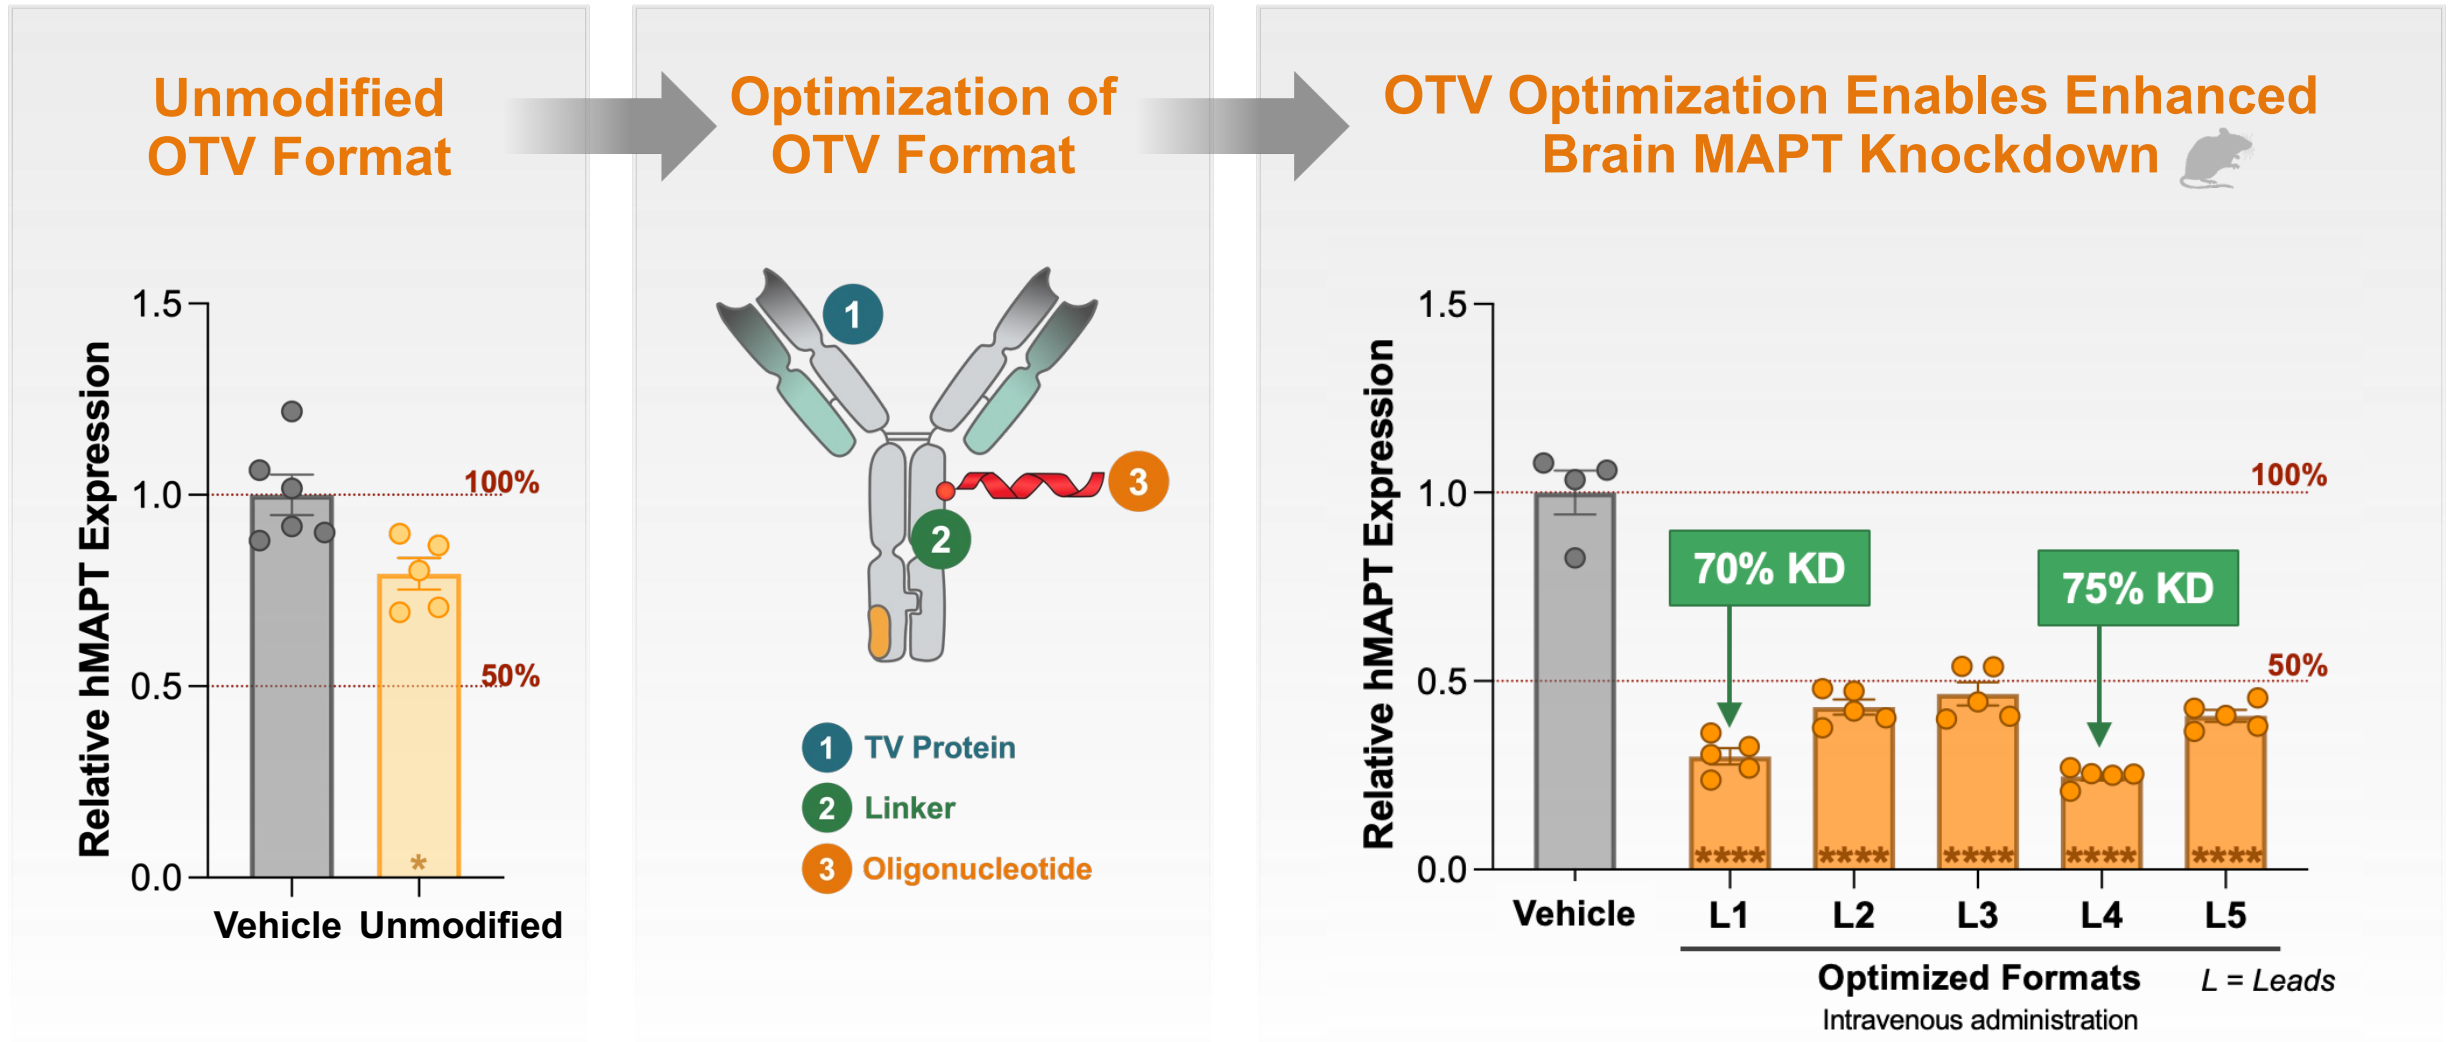 Unmodified
OTV Format
Relative hMAPT Expression
1.5
1.0
0.5
0.0
100%
50%
*
Vehicle
Unmodified
Optimization of
OTV Format
1
2
3
1 TV Protein
2 Linker
3 Oligonucleotide
OTV Optimization Enables Enhanced
Brain MAPT Knockdown
Relative hMAPT Expression
1.5
1.0
0.5
0.0
100%
50%
70% KD
75% KD
****
****
****
****
****
Vehicle
L1
L2
L3
L4
L5
Optimized Formats
L = Leads
Intravenous administration